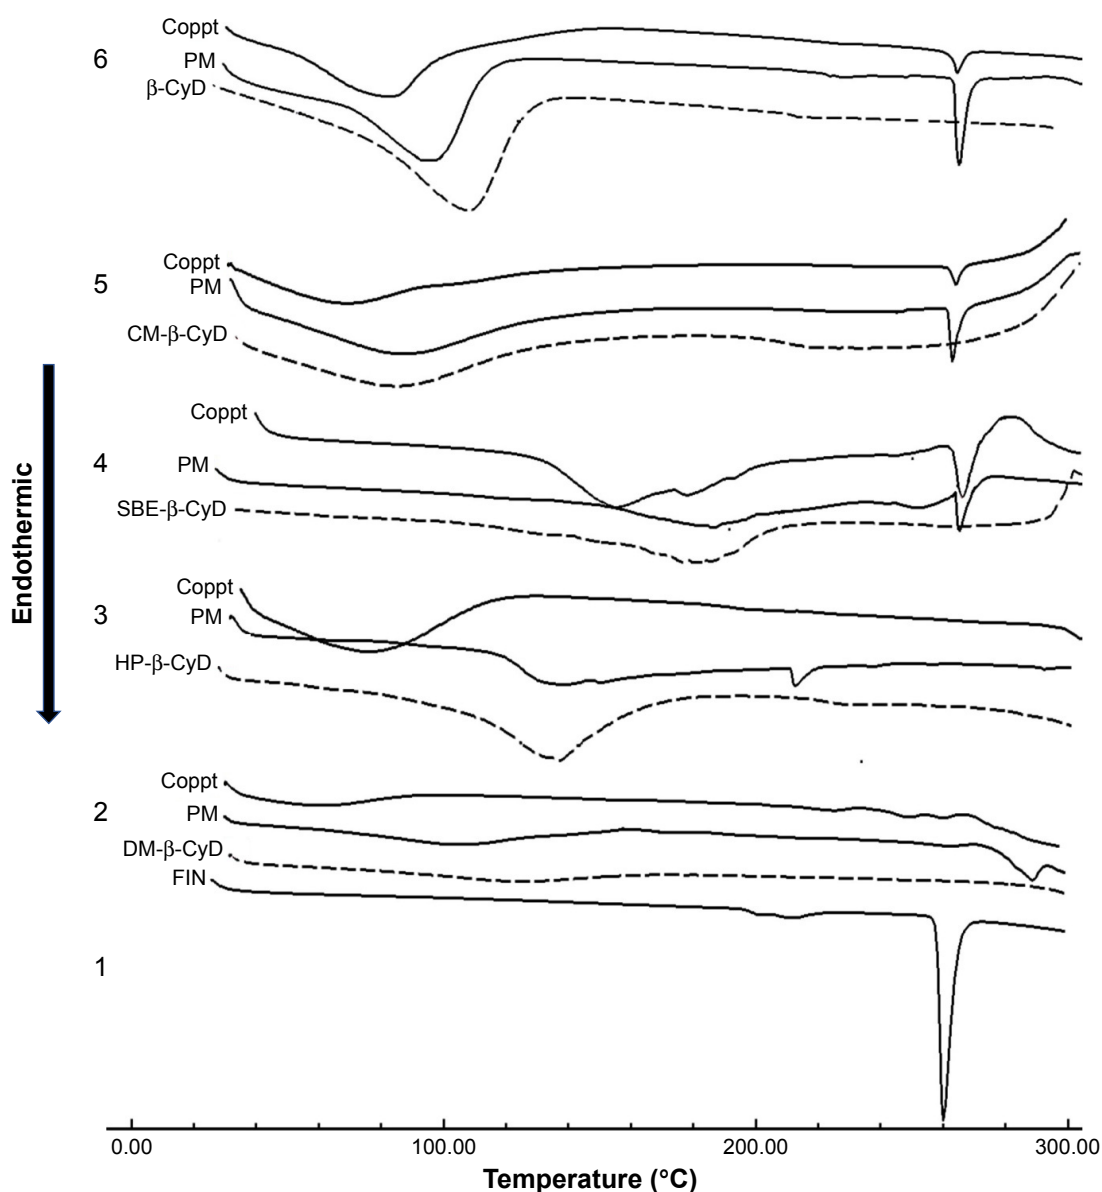 Coppt
6
PM
β-CyD
Coppt
5
PM
CM-β-CyD
Coppt
4
PM
SBE-β-CyD
Endothermic
Coppt
3
PM
HP-β-CyD
Coppt
2
PM
DM-β-CyD
FIN
1
0.00 100.00 200.00 300.00
Temperature (°C)